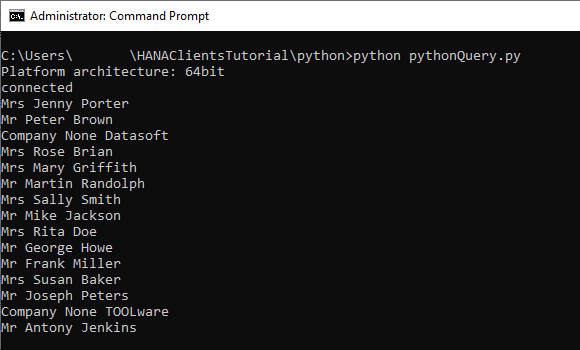 Administrator: Command Prompt
C:\Users\ \HANAClientsTutorial\python>python pythonQuery.py
Platform architecture: 64bit
connected
Mrs Jenny Porter
Mr Peter Brown
Company None Datasoft
Mrs Rose Brian
Mrs Mary Griffith
Mr Martin Randolph
Mrs Sally Smith
Mr Mike Jackson
Mrs Rita Doe
Mr George Howe
Mr Frank Miller
Mrs Susan Baker
Mr Joseph Peters
Company None TOOLware
Mr Antony Jenkins